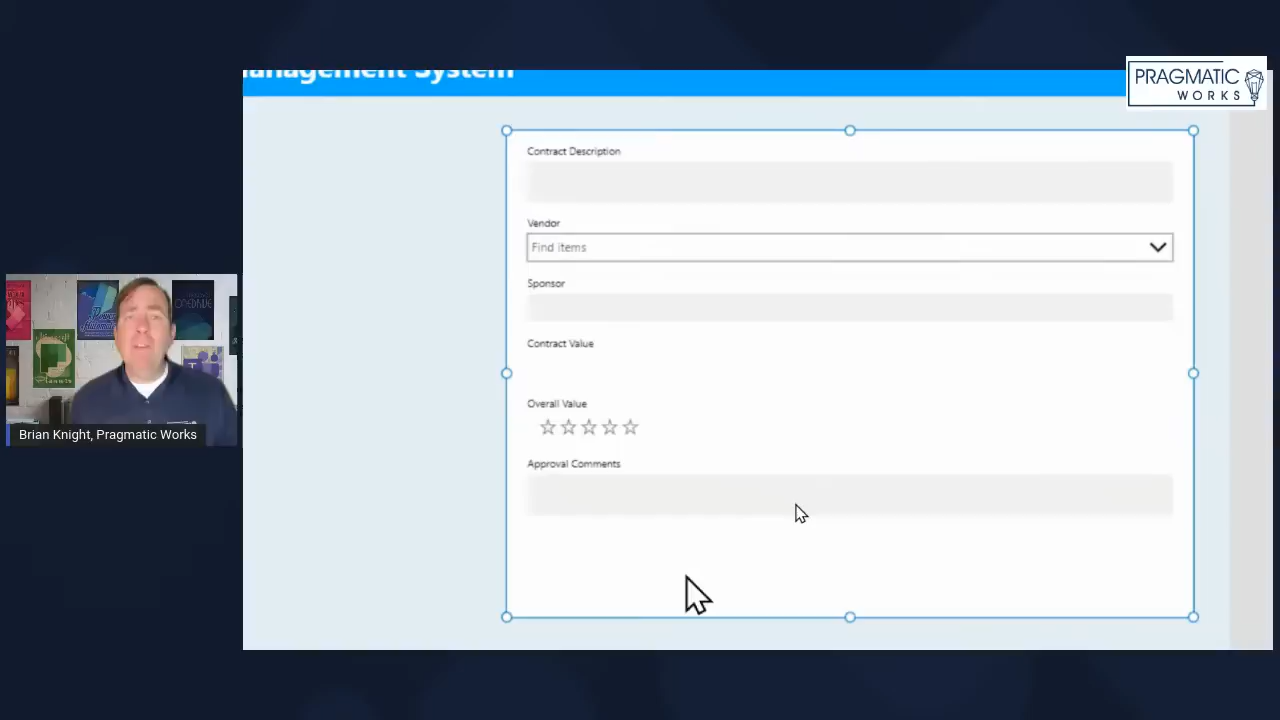 anagement System
PRAGMATIC
WORKS
Contract Description
Vendor
Find items
Sponsor
Contract Value
Overall Value
Approval Comments
ONEDRIVE
Brian Knight, Pragmatic Works